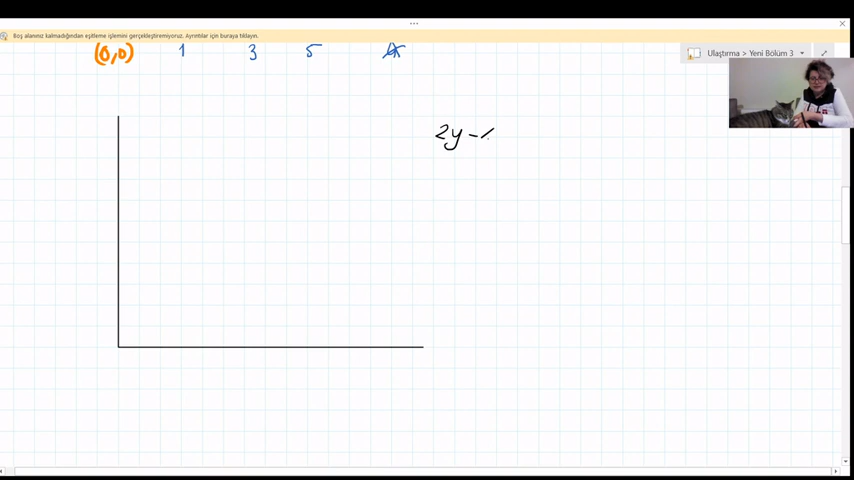 Boş alanınız kalmadığından eşitleme işlemini gerçekleştiremiyoruz. Ayrıntılar için buraya tıklayın.
(0,0) 1 3 5
Ulaştırma > Yeni Bölüm 3
2y -